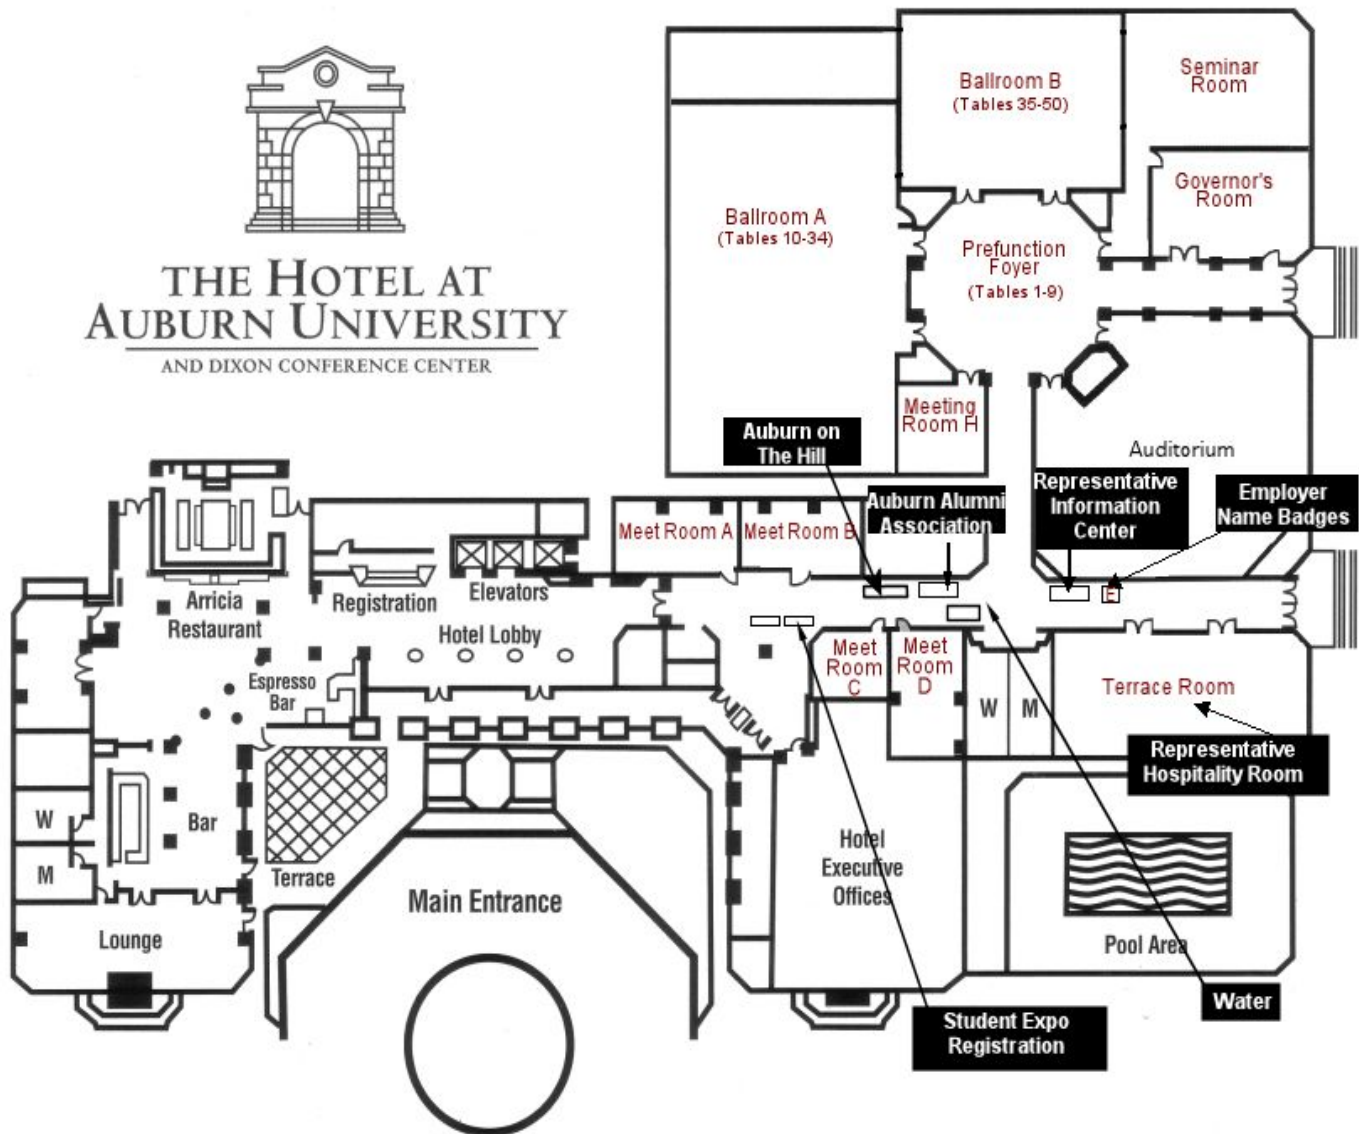 THE HOTEL AT
AUBURN UNIVERSITY
AND DIXON CONFERENCE CENTER
Ballroom B
(Tables 35-50)
Seminar
Room
Governor's
Room
Ballroom A
(Tables 10-34)
Prefunction
Foyer
(Tables 1-9)
Meeting
Room H
Auburn on
The Hill
Auditorium
Auburn Alumni
Association
Representative
Information
Center
Employer
Name Badges
E
Meet Room A
Meet Room B
Arricia
Restaurant
Registration
Elevators
Hotel Lobby
Espresso
Bar
Meet
Room
C
Meet
Room
D
W
M
Terrace Room
Representative
Hospitality Room
W
M
Bar
Terrace
Lounge
Main Entrance
Hotel
Executive
Offices
Pool Area
Water
Student Expo
Registration